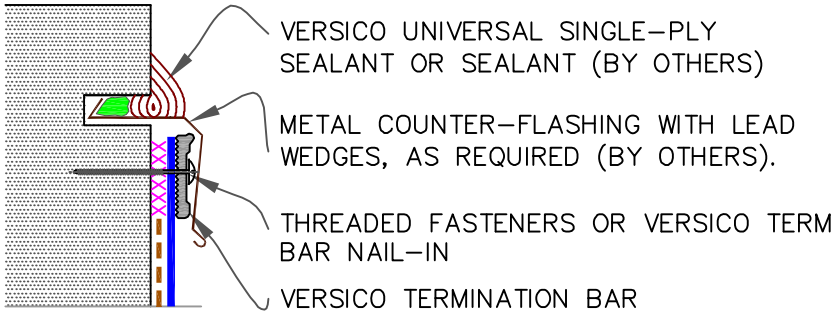 VERSICO UNIVERSAL SINGLE-PLY
SEALANT OR SEALANT (BY OTHERS)
METAL COUNTER-FLASHING WITH LEAD
WEDGES, AS REQUIRED (BY OTHERS).
THREADED FASTENERS OR VERSICO TERM
BAR NAIL-IN
VERSICO TERMINATION BAR